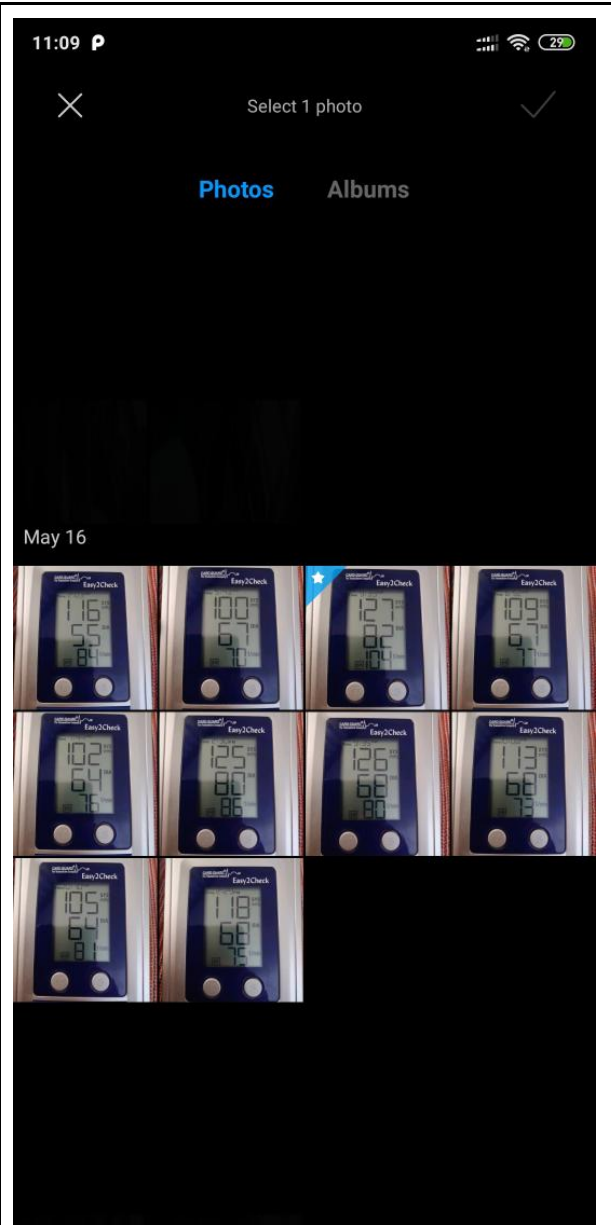 11:09 P 29
Select 1 photo
Photos Albums
May 16
Easy2Check Easy2Check Easy2Check Easy2Check
116 100 127 109
55 67 82 61
84 70 104 77
Easy2Check Easy2Check Easy2Check Easy2Check
102 125 126 113
64 80 68 68
76 86 80 73
Easy2Check Easy2Check
105 118
64 68
81 75